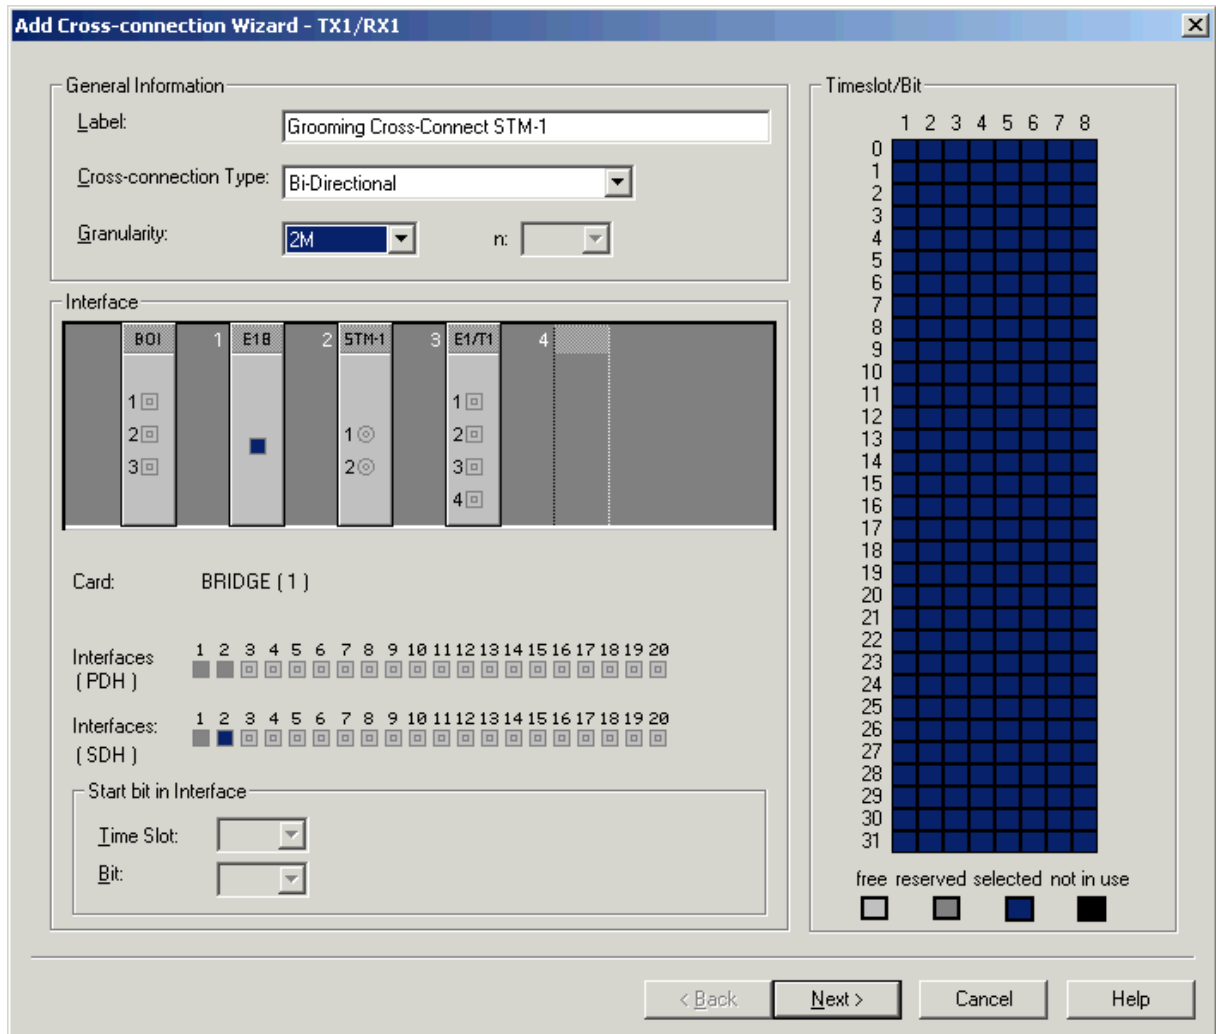 Add Cross-connection Wizard - TX1/RX1
General Information
Label: Grooming Cross-Connect STM-1
Cross-connection Type: Bi-Directional
Granularity: 2M n:
Interface
BOI 1 E1B 2 STM-1 3 E1/T1 4
1 1
2 1 2
3 2 3
4
Card: BRIDGE ( 1 )
Interfaces ( PDH )
1 2 3 4 5 6 7 8 9 10 11 12 13 14 15 16 17 18 19 20
Interfaces: ( SDH )
1 2 3 4 5 6 7 8 9 10 11 12 13 14 15 16 17 18 19 20
Start bit in Interface
Time Slot:
Bit:
Timeslot/Bit
1 2 3 4 5 6 7 8
0
1
2
3
4
5
6
7
8
9
10
11
12
13
14
15
16
17
18
19
20
21
22
23
24
25
26
27
28
29
30
31
free reserved selected not in use
< Back Next > Cancel Help